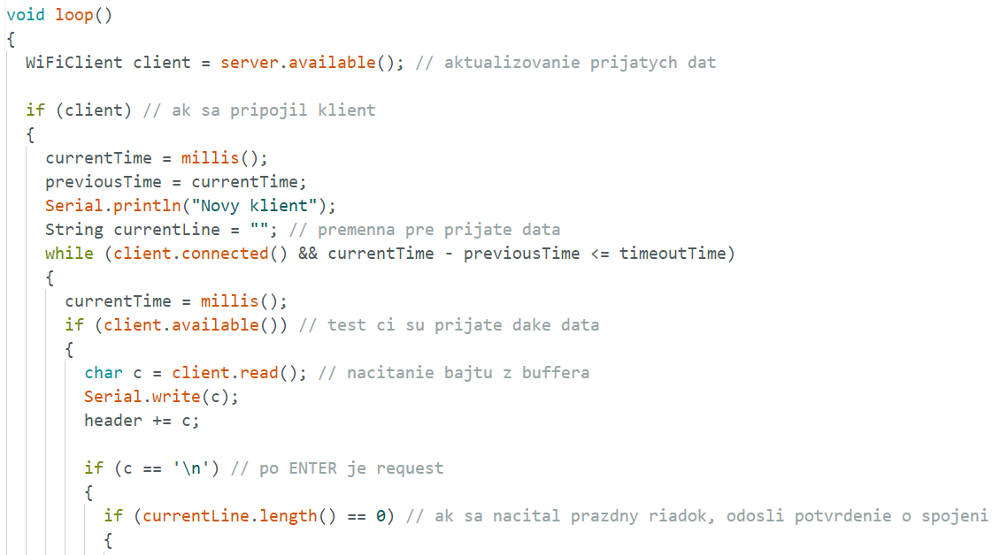 void loop()
{
  WiFiClient client = server.available(); // aktualizovanie prijatych dat

  if (client) // ak sa pripojil klient
  {
    currentTime = millis();
    previousTime = currentTime;
    Serial.println("Novy klient");
    String currentLine = ""; // premenna pre prijate data
    while (client.connected() && currentTime - previousTime <= timeoutTime)
    {
      currentTime = millis();
      if (client.available()) // test ci su prijate dake data
      {
        char c = client.read(); // nacitanie bajtu z buffera
        Serial.write(c);
        header += c;

        if (c == '\n') // po ENTER je request
        {
          if (currentLine.length() == 0) // ak sa nacital prazdny riadok, odosli potvrdenie o spojeni
          {